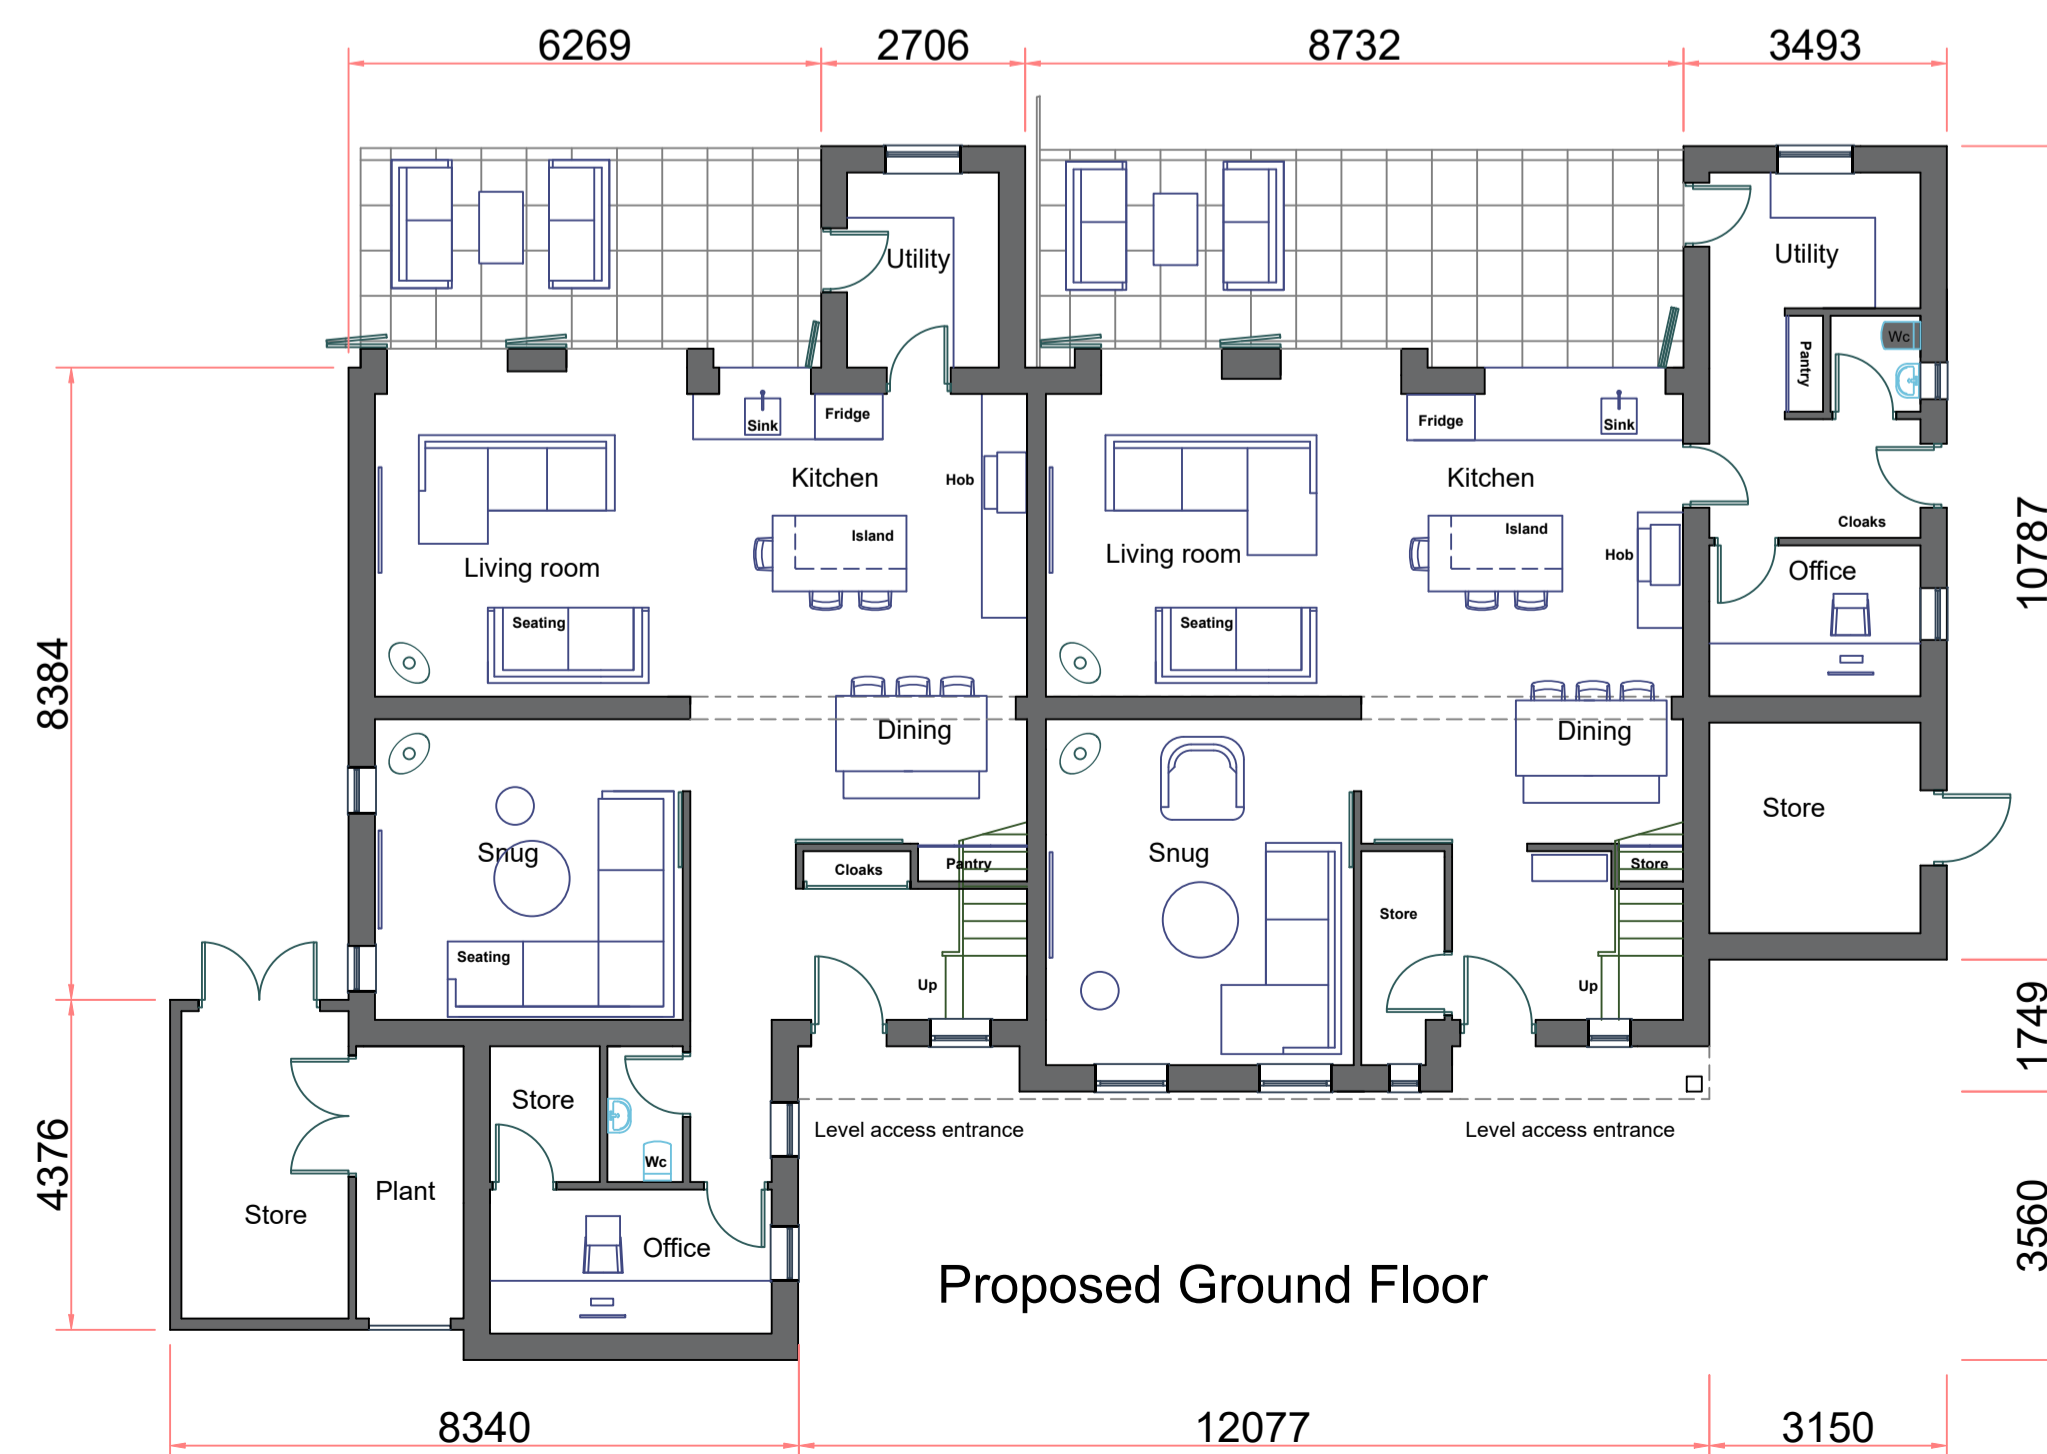 6269
2706
8732
3493
Utility
Utility
Wc
Pantry
Sink
Fridge
Fridge
Sink
Kitchen
Hob
Kitchen
Cloaks
Island
Island
Hob
Living room
Living room
Office
10787
Seating
Seating
8384
Dining
Dining
Store
Snug
Cloaks
Pantry
Snug
Store
Store
Seating
Up
Up
1749
Store
Level access entrance
Level access entrance
4376
Wc
Plant
Store
Office
3560
Proposed Ground Floor
8340
12077
3150